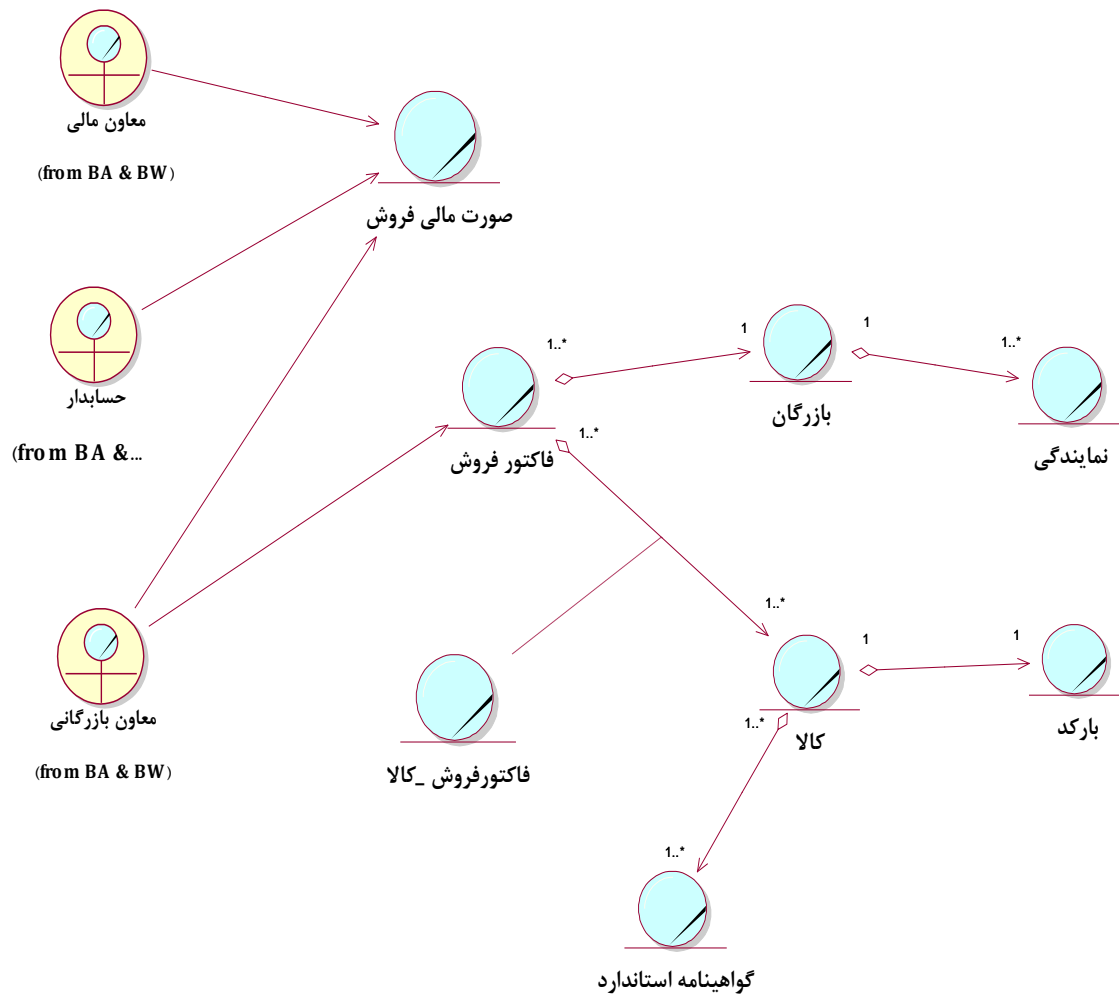 معاون مالی
(from BA & BW)
صورت مالی فروش
حسابدار
(from BA &...
1..*
1
1
1..*
فاکتور فروش
1..*
بازرگان
نمایندگی
معاون بازرگانی
(from BA & BW)
فاکتورفروش _کالا
1..*
1
1
کالا
1..*
بارکد
1..*
گواهینامه استاندارد